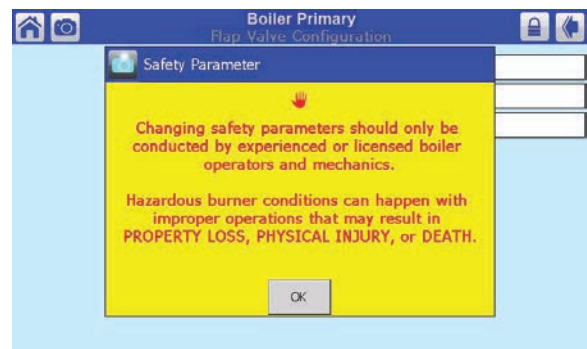 Boiler Primary
Flap Valve Configuration
Safety Parameter
Changing safety parameters should only be
conducted by experienced or licensed boiler
operators and mechanics.
Hazardous burner conditions can happen with
improper operations that may result in
PROPERTY LOSS, PHYSICAL INJURY, or DEATH.
OK